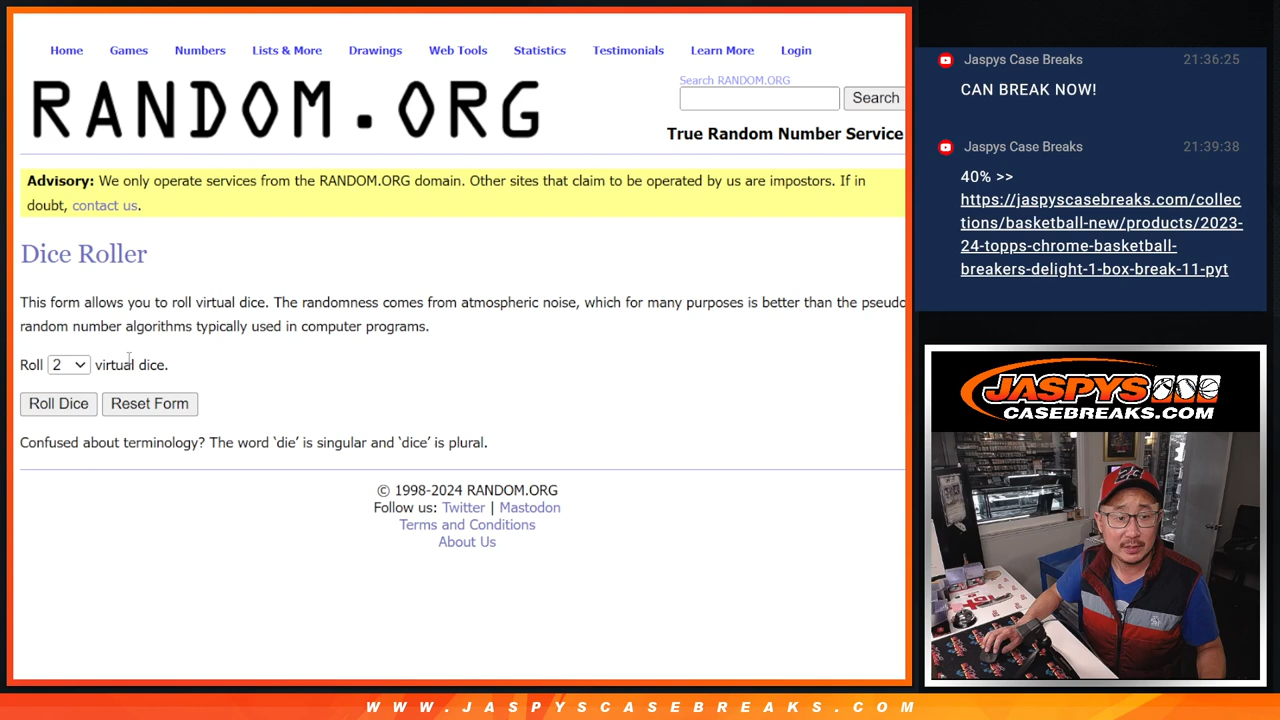 Home Games Numbers Lists & More Drawings Web Tools Statistics Testimonials Learn More Login
RANDOM.ORG
Search RANDOM.ORG
Search
True Random Number Service
Advisory: We only operate services from the RANDOM.ORG domain. Other sites that claim to be operated by us are impostors. If in
doubt, contact us.
Dice Roller
This form allows you to roll virtual dice. The randomness comes from atmospheric noise, which for many purposes is better than the pseudo
random number algorithms typically used in computer programs.
Roll 2 virtual dice.
Roll Dice Reset Form
Confused about terminology? The word ‘die’ is singular and ‘dice’ is plural.
© 1998-2024 RANDOM.ORG
Follow us: Twitter | Mastodon
Terms and Conditions
About Us
Jaspys Case Breaks 21:36:25
CAN BREAK NOW!
Jaspys Case Breaks 21:39:38
40% >>
https://jaspyscasebreaks.com/collec
tions/basketball-new/products/2023-
24-topps-chrome-basketball-
breakers-delight-1-box-break-11-pyt
JASPYS
CASEBREAKS.COM
WWW.JASPYSCASEBREAKS.COM